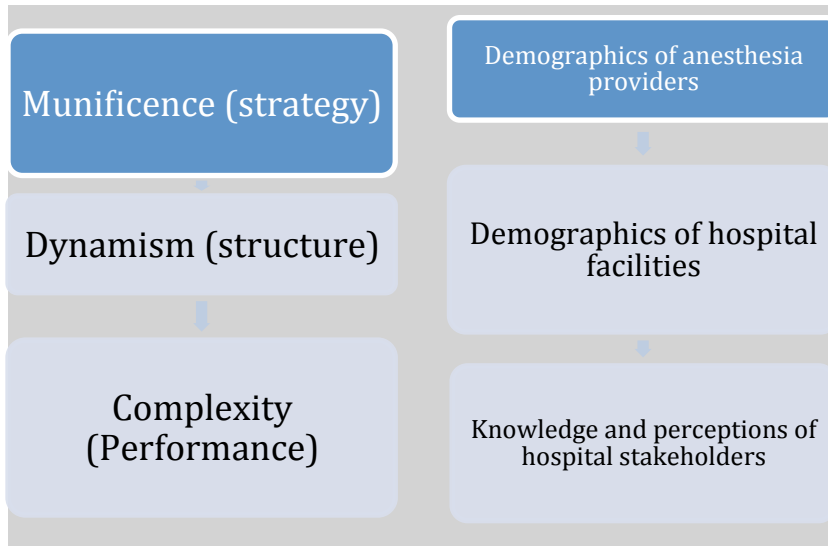 Munificence (strategy)
Dynamism (structure)
Complexity
(Performance)
Demographics of anesthesia
providers
Demographics of hospital
facilities
Knowledge and perceptions of
hospital stakeholders